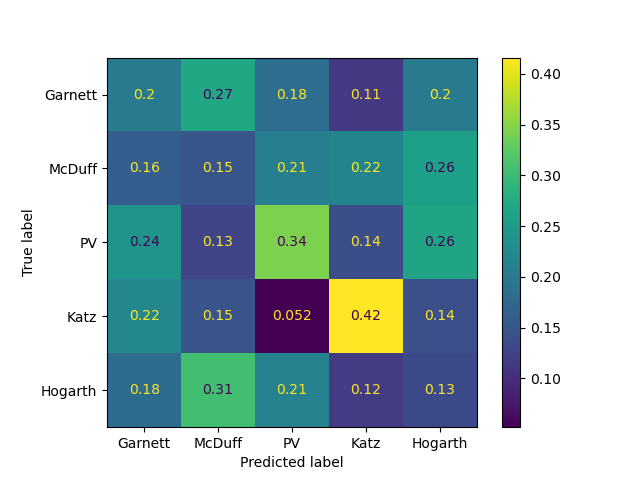 Garnett 0.2 0.27 0.18 0.11 0.2
McDuff 0.16 0.15 0.21 0.22 0.26
PV 0.24 0.13 0.34 0.14 0.26
Katz 0.22 0.15 0.052 0.42 0.14
Hogarth 0.18 0.31 0.21 0.12 0.13
Garnett McDuff PV Katz Hogarth
Predicted label
True label
0.40
0.35
0.30
0.25
0.20
0.15
0.10